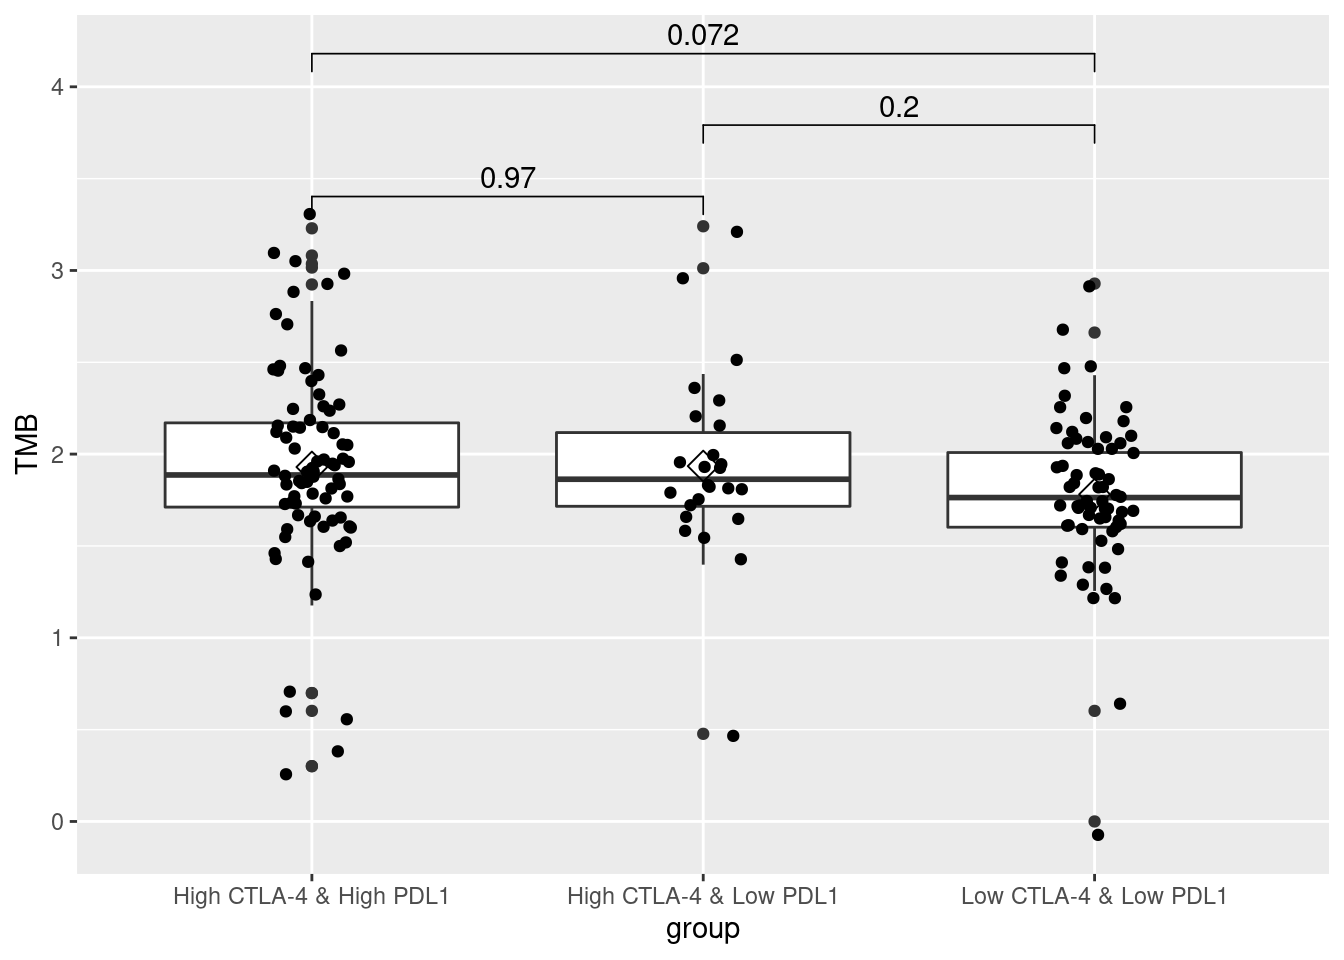 0.072
0.2
0.97
4
3
2
1
0
TMB
High CTLA-4 & High PDL1
High CTLA-4 & Low PDL1
Low CTLA-4 & Low PDL1
group